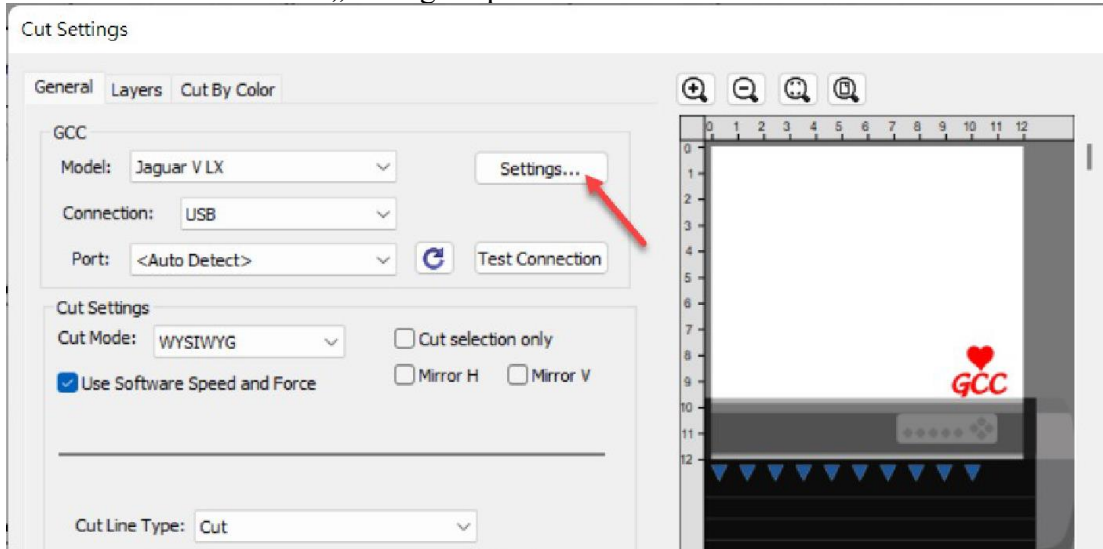 Cut Settings
General Layers Cut By Color
GCC
Model: Jaguar V LX Settings...
Connection: USB
Port: <Auto Detect> Test Connection
Cut Settings
Cut Mode: WYSIWYG Cut selection only
Use Software Speed and Force Mirror H Mirror V
Cut Line Type: Cut
0 1 2 3 4 5 6 7 8 9 10 11 12
0
1
2
3
4
5
6
7
8
9
10
11
12
GCC